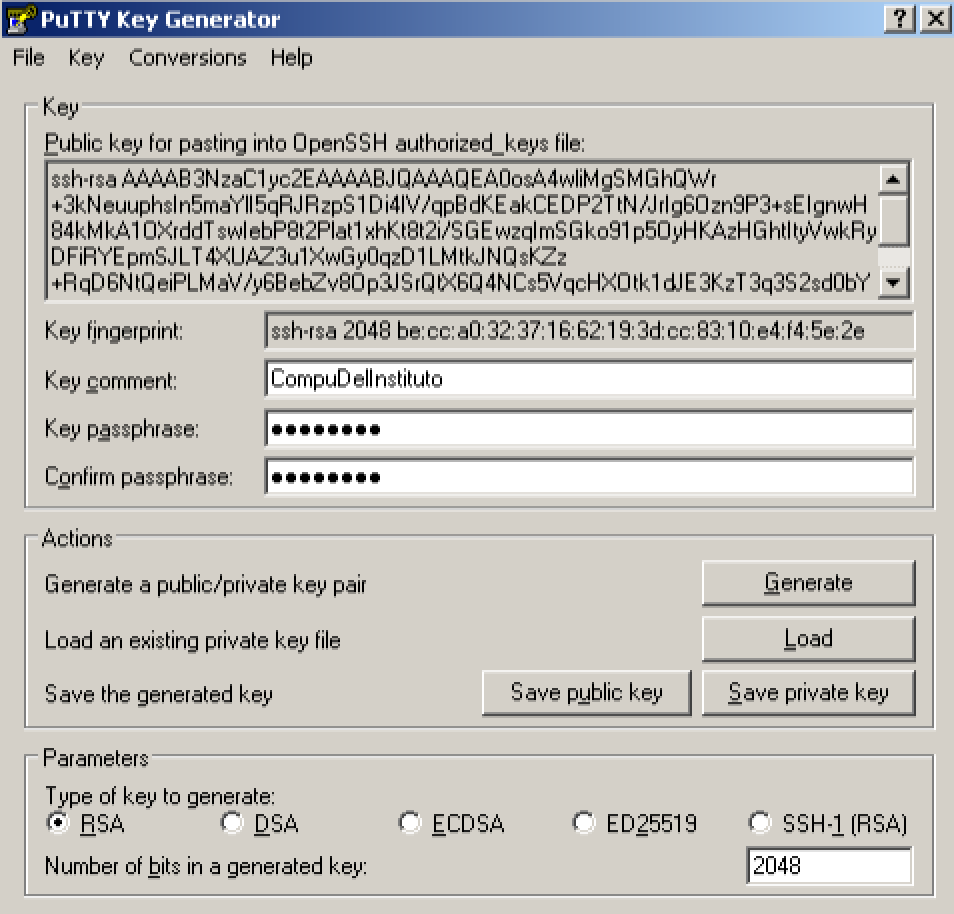 PuTTY Key Generator
File Key Conversions Help
Key
Public key for pasting into OpenSSH authorized_keys file:
ssh-rsa AAAAB3NzaC1yc2EAAAABJQAAAQEA0osA4wliMgSMGhQWr
+3kNeuuphsIn5maYlI5qRJRzpS1Di4IV/qpBdKEakCEDP2TtN/JrIg6Ozn9P3+sEIgnwH
84kMkA1OXrddTswIebP8t2PIat1xhKt8t2i/SGEwzqImSGko91p5OyHKAzHGhtItyVwkRy
DFiRYEpmSJLT4XUAZ3u1XwGy0qzD1LMtkJNQsKZz
+RqD6NtQeiPLMaV/y6BebZv8Op3JSrQtX6Q4NCs5VqcHXOtk1dJE3KzT3q3S2sd0bY
Key fingerprint: ssh-rsa 2048 be:cc:a0:32:37:16:62:19:3d:cc:83:10:e4:f4:5e:2e
Key comment: CompuDelInstituto
Key passphrase: ●●●●●●●●
Confirm passphrase: ●●●●●●●●
Actions
Generate a public/private key pair Generate
Load an existing private key file Load
Save the generated key Save public key Save private key
Parameters
Type of key to generate:
RSA DSA ECDSA ED25519 SSH-1 (RSA)
Number of bits in a generated key: 2048